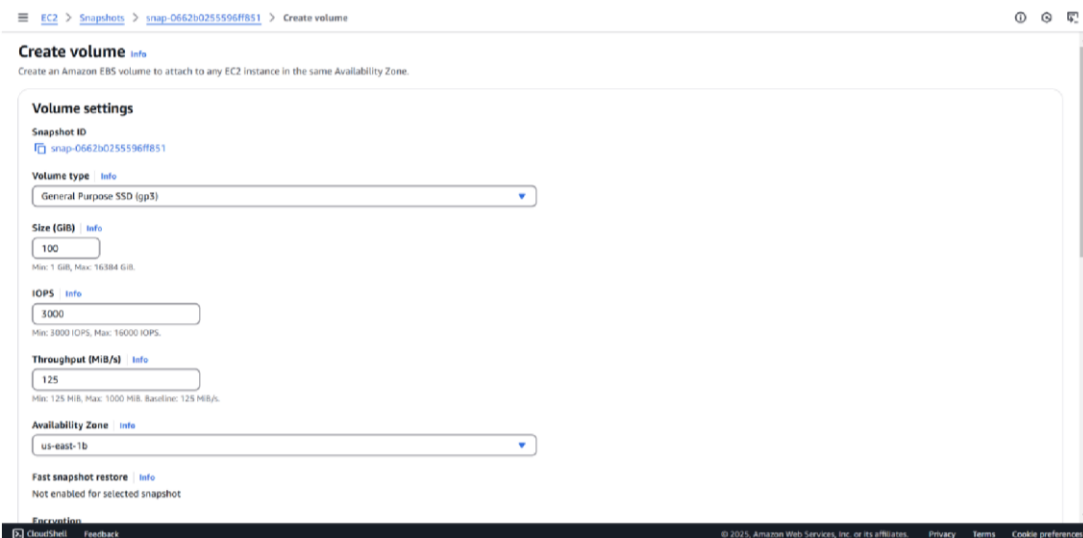 EC2 > Snapshots > snap-0662b0255596ff851 > Create volume
Create volume Info
Create an Amazon EBS volume to attach to any EC2 instance in the same Availability Zone.
Volume settings
Snapshot ID
snap-0662b0255596ff851
Volume type | Info
General Purpose SSD (gp3)
Size (GiB) | Info
100
Min: 1 GiB, Max: 16384 GiB.
IOPS | Info
3000
Min: 3000 IOPS, Max: 16000 IOPS.
Throughput (MiB/s) | Info
125
Min: 125 MiB, Max: 1000 MiB. Baseline: 125 MiB/s.
Availability Zone | Info
us-east-1b
Fast snapshot restore | Info
Not enabled for selected snapshot
Encryption
CloudShell Feedback © 2025, Amazon Web Services, Inc. or its affiliates. Privacy Terms Cookie preferences